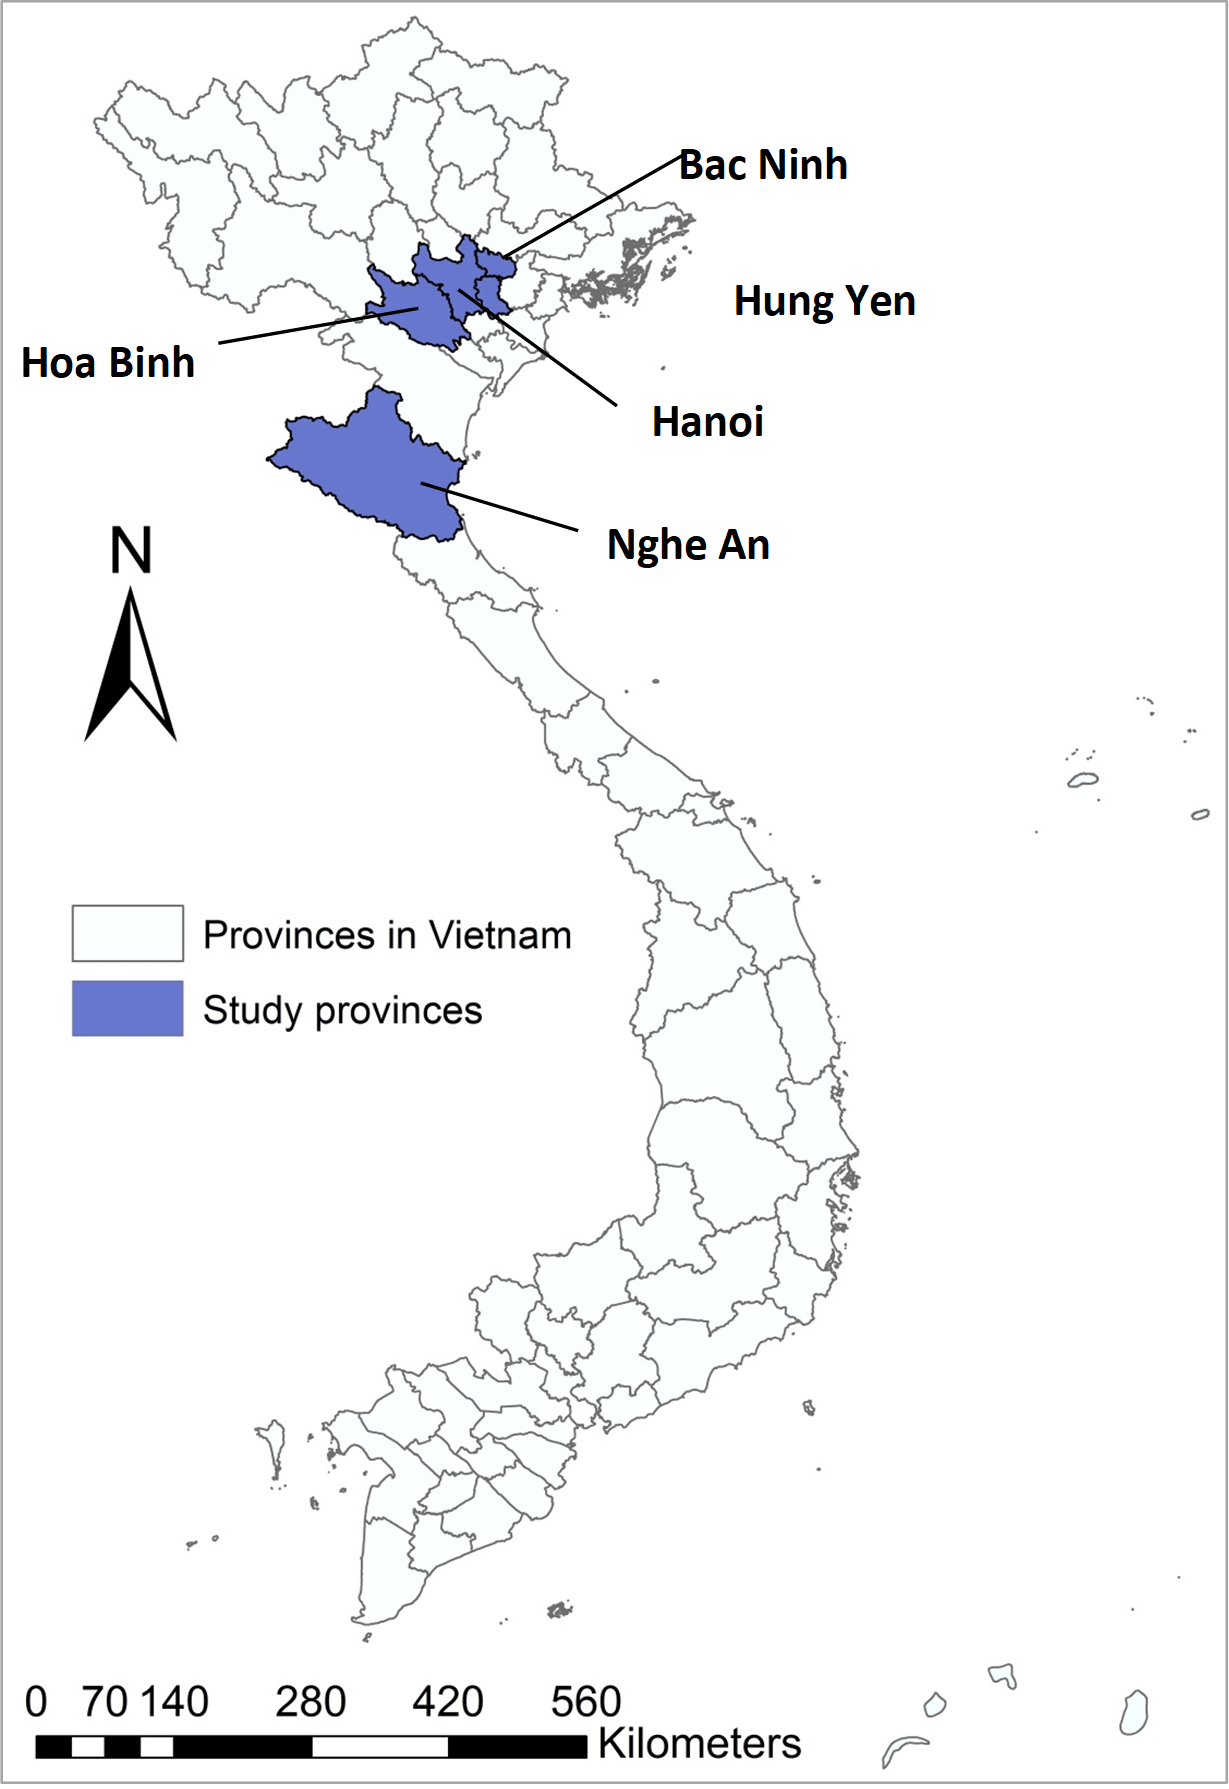 Bac Ninh
Hung Yen
Hoa Binh
Hanoi
Nghe An
N
Provinces in Vietnam
Study provinces
0 70 140 280 420 560
Kilometers